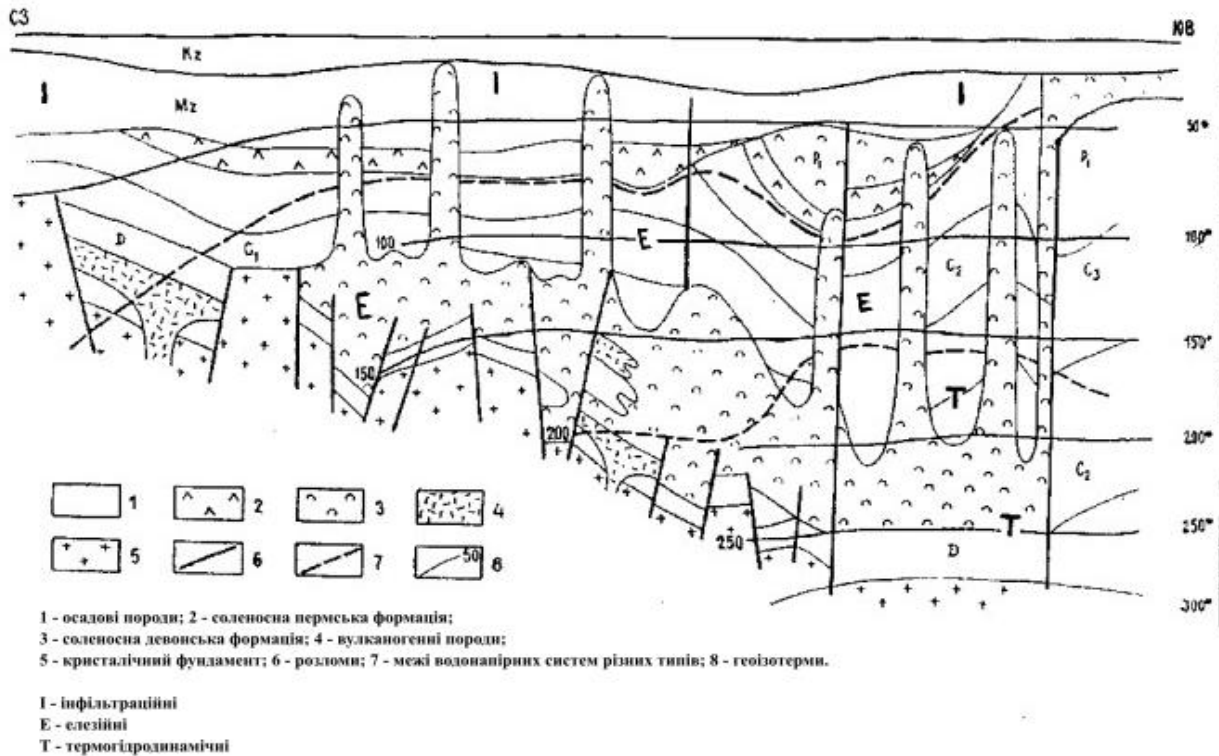 СЗ ЮВ
Kz
I I I
Mz
50°
P₁ P₁
D C₁ 100 E 100°
C₂ C₃
E E
150 150°
T
200 200°
C₂
T 250°
250 D
300°
1 2 3 4
5 6 7 50 8
1 - осадові породи; 2 - соленосна пермська формація;
3 - соленосна девонська формація; 4 - вулканогенні породи;
5 - кристалічний фундамент; 6 - розломи; 7 - межі водонапірних систем різних типів; 8 - геоізотерми.
I - інфільтраційні
Е - елезійні
Т - термогідродинамічні